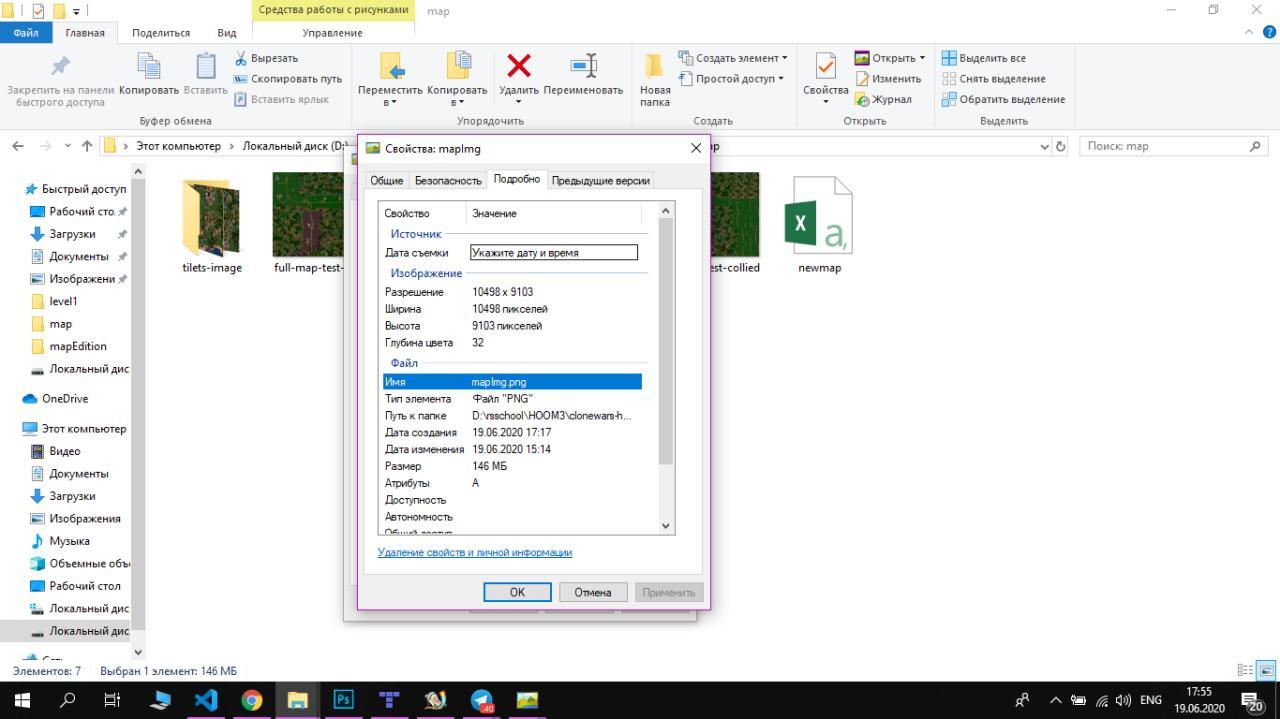 Средства работы с рисунками
map
Файл
Главная
Поделиться
Вид
Управление
Закрепить на панели быстрого доступа
Копировать
Вставить
Вырезать
Скопировать путь
Вставить ярлык
Переместить в
Копировать в
Удалить
Переименовать
Новая папка
Создать элемент
Простой доступ
Свойства
Открыть
Изменить
Журнал
Выделить все
Снять выделение
Обратить выделение
Буфер обмена
Упорядочить
Создать
Открыть
Выделить
Этот компьютер
Локальный диск (D:)
Поиск: map
Быстрый доступ
Рабочий сто.
Загрузки
Документы
Изображени
level1
map
mapEdition
Локальный дис
OneDrive
Этот компьютер
Видео
Документы
Загрузки
Изображения
Музыка
Объемные объ
Рабочий стол
Локальный дис
Локальный дис
Сеть
tilets-image
full-map-test-
est-collied
newmap
Свойства: mapImg
Общие
Безопасность
Подробно
Предыдущие версии
Свойство Значение
Источник
Дата съемки Укажите дату и время
Изображение
Разрешение 10498 x 9103
Ширина 10498 пикселей
Высота 9103 пикселей
Глубина цвета 32
Файл
Имя mapImg.png
Тип элемента Файл "PNG"
Путь к папке D:\rsschool\HOOM3\clonewars-h...
Дата создания 19.06.2020 17:17
Дата изменения 19.06.2020 15:14
Размер 146 МБ
Атрибуты A
Доступность
Автономность
Общий доступ
Удаление свойств и личной информации
OK
Отмена
Применить
Элементов: 7
Выбран 1 элемент: 146 МБ
Ps
40
ENG
17:55
19.06.2020
20